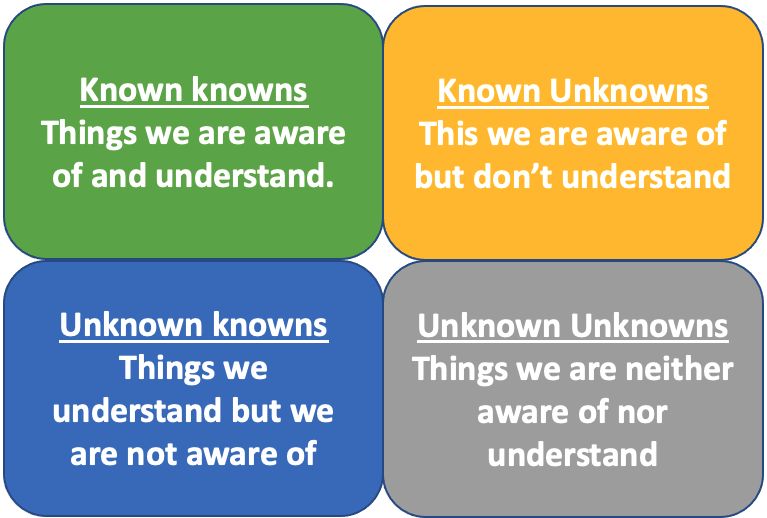 Known knowns
Things we are aware
of and understand.
Known Unknowns
This we are aware of
but don’t understand
Unknown knowns
Things we
understand but we
are not aware of
Unknown Unknowns
Things we are neither
aware of nor
understand